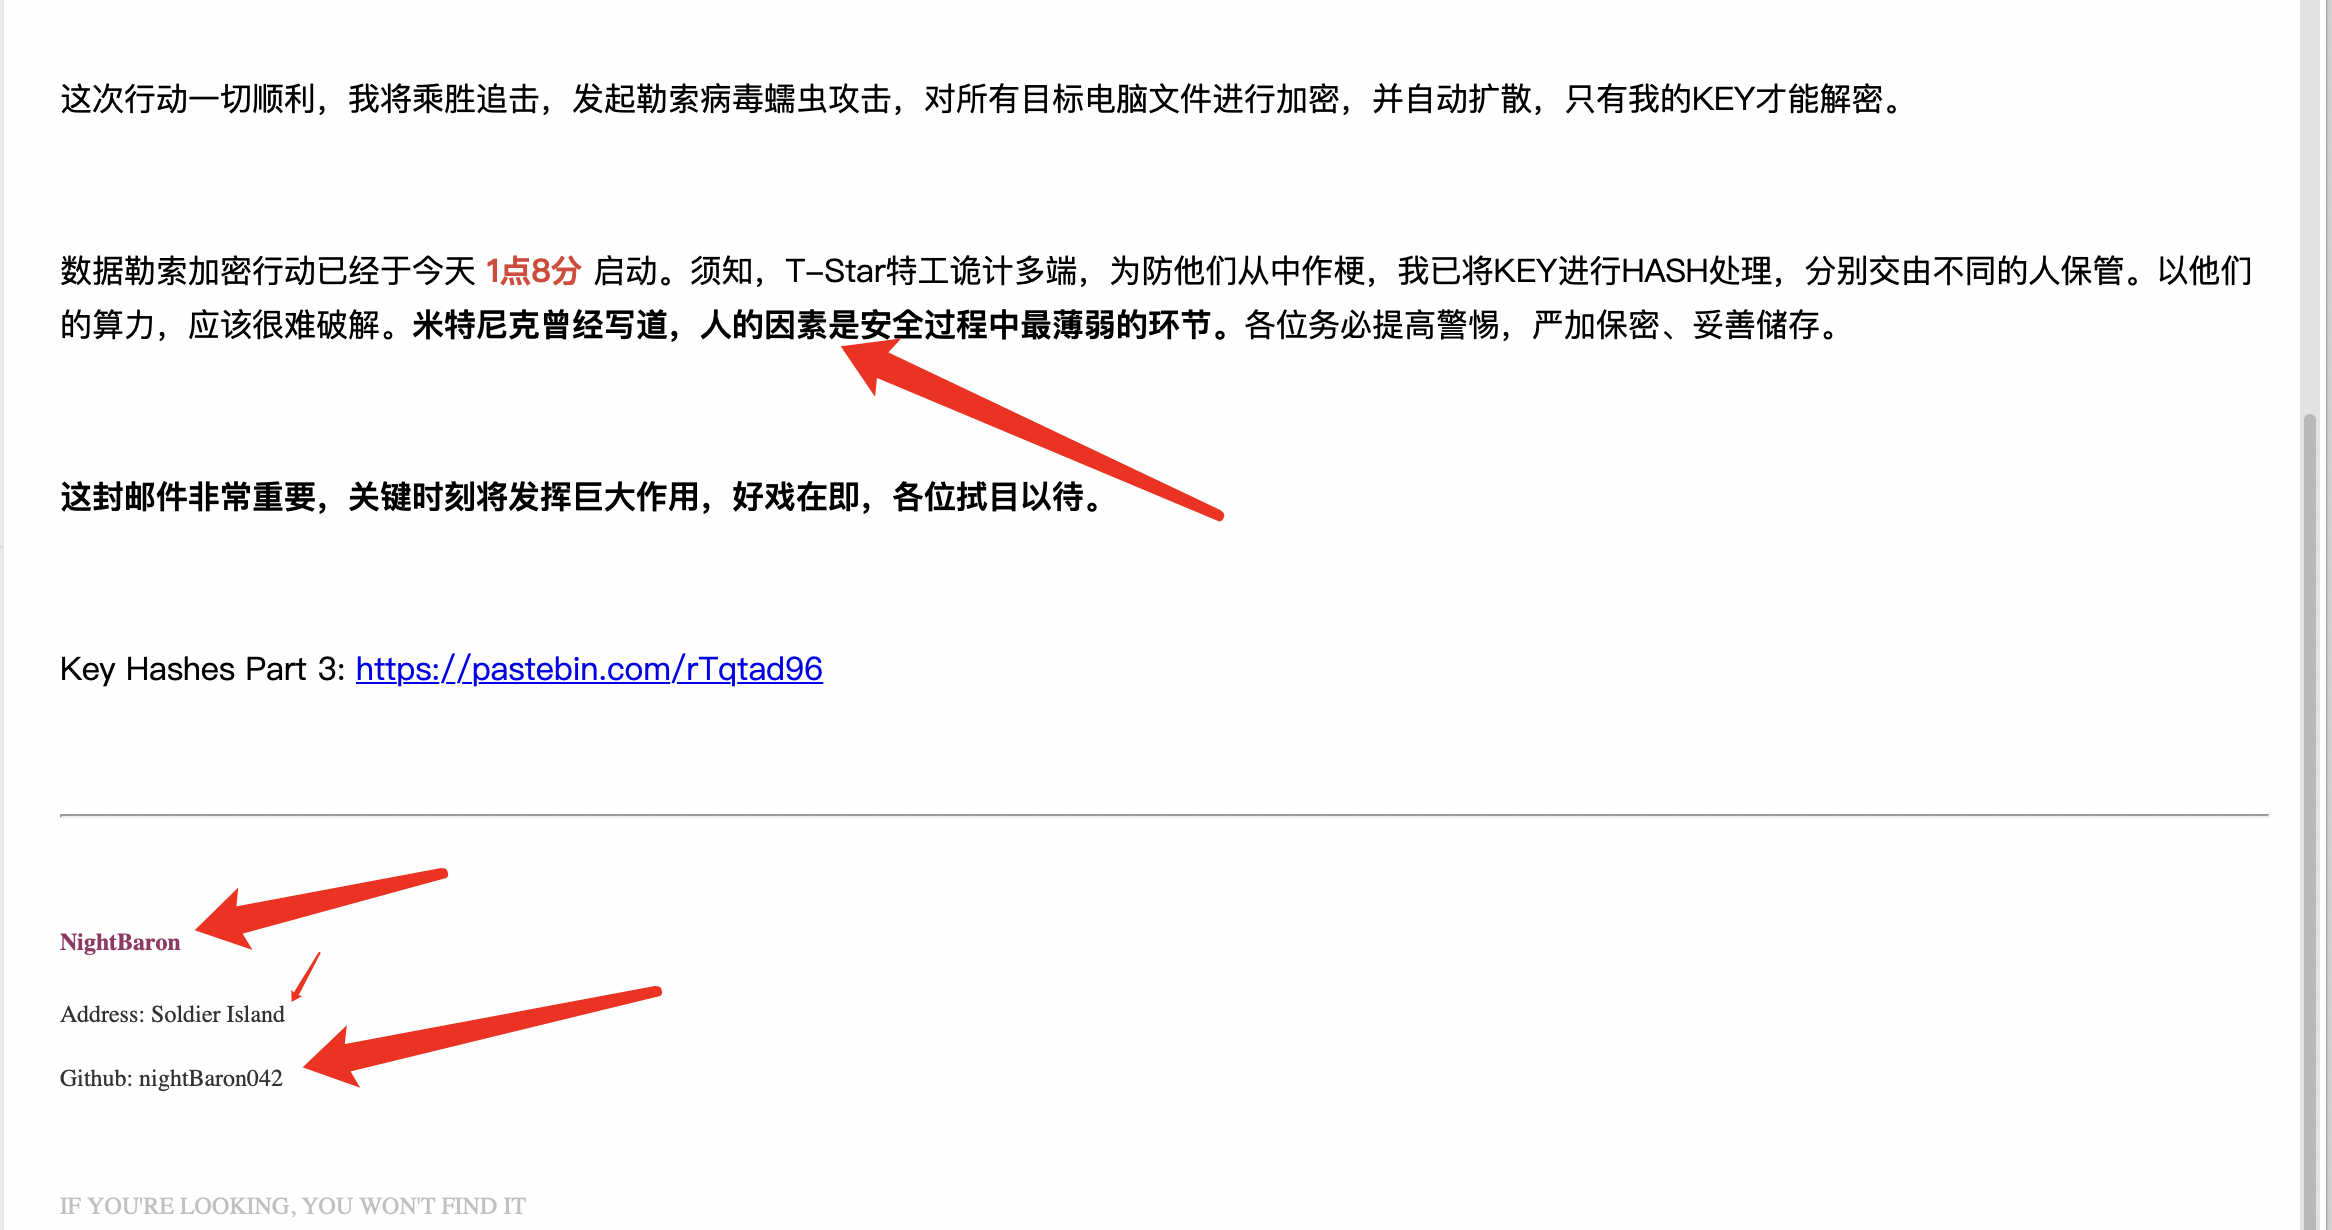 这次行动一切顺利，我将乘胜追击，发起勒索病毒蠕虫攻击，对所有目标电脑文件进行加密，并自动扩散，只有我的KEY才能解密。
数据勒索加密行动已经于今天 1点8分 启动。须知，T-Star特工诡计多端，为防他们从中作梗，我已将KEY进行HASH处理，分别交由不同的人保管。以他们
的算力，应该很难破解。米特尼克曾经写道，人的因素是安全过程中最薄弱的环节。各位务必提高警惕，严加保密、妥善储存。
这封邮件非常重要，关键时刻将发挥巨大作用，好戏在即，各位拭目以待。
Key Hashes Part 3: https://pastebin.com/rTqtad96
NightBaron
Address: Soldier Island
Github: nightBaron042
IF YOU'RE LOOKING, YOU WON'T FIND IT